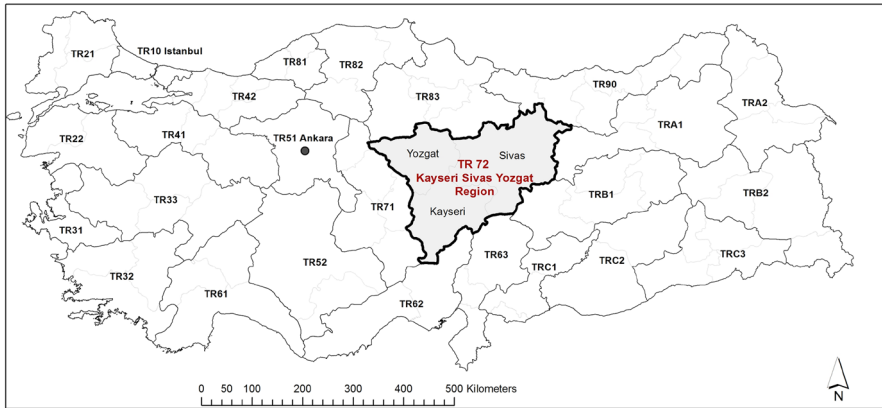 TR10 Istanbul
TR21
TR81
TR82
TR42
TR83
TR90
TRA2
TRA1
TR22
TR41
TR51 Ankara
Yozgat
Sivas
TR 72
Kayseri Sivas Yozgat
Region
Kayseri
TR33
TR71
TRB1
TRB2
TR31
TR32
TR52
TR63
TRC1
TRC2
TRC3
TR61
TR62
0 50 100 200 300 400 500 Kilometers
N